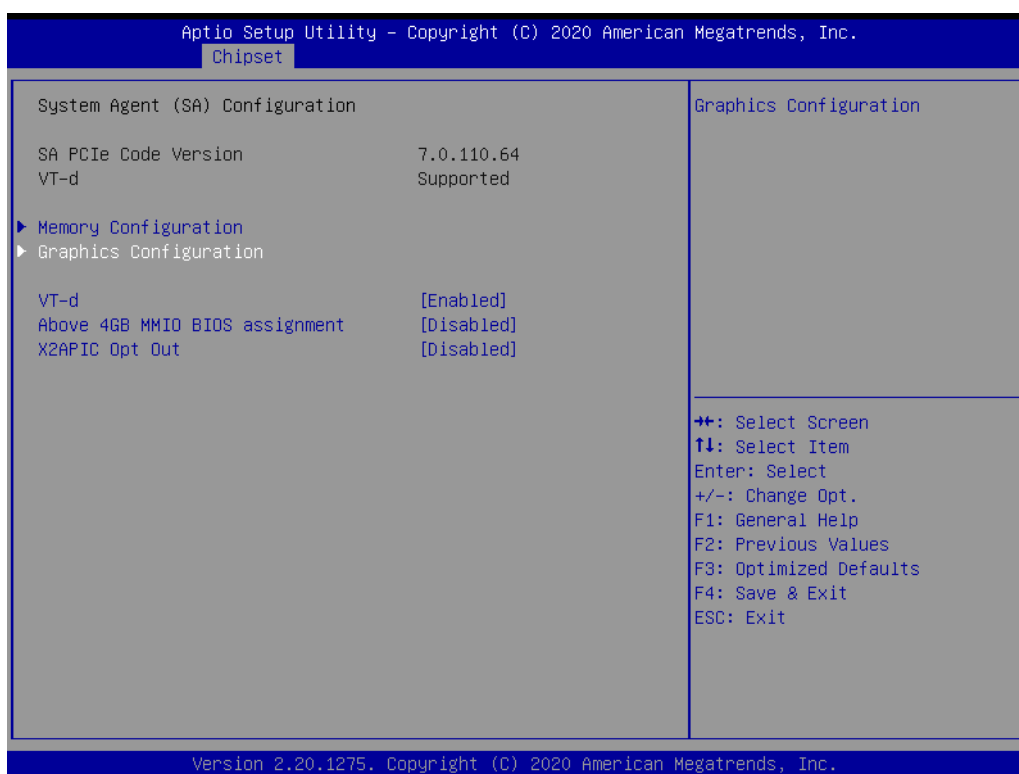 Aptio Setup Utility – Copyright (C) 2020 American Megatrends, Inc.
Chipset
System Agent (SA) Configuration
SA PCIe Code Version 7.0.110.64
VT-d Supported
Memory Configuration
Graphics Configuration
VT-d [Enabled]
Above 4GB MMIO BIOS assignment [Disabled]
X2APIC Opt Out [Disabled]
Graphics Configuration
→←: Select Screen
↑↓: Select Item
Enter: Select
+/-: Change Opt.
F1: General Help
F2: Previous Values
F3: Optimized Defaults
F4: Save & Exit
ESC: Exit
Version 2.20.1275. Copyright (C) 2020 American Megatrends, Inc.